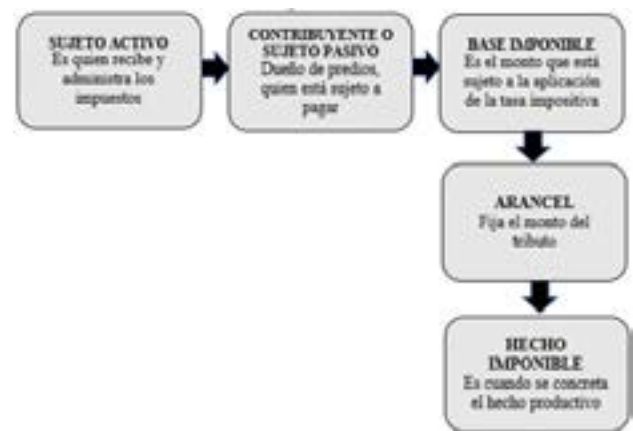 SUJETO ACTIVO
Es quien recibe y
administra los
impuestos
CONTRIBUYENTE O
SUJETO PASIVO
Dueño de predios,
quien está sujeto a
pagar
BASE IMPONIBLE
Es el monto que está
sujeto a la aplicación
de la tasa impositiva
ARANCEL
Fija el monto del
tributo
HECHO
IMPONIBLE
Es cuando se concreta
el hecho productivo